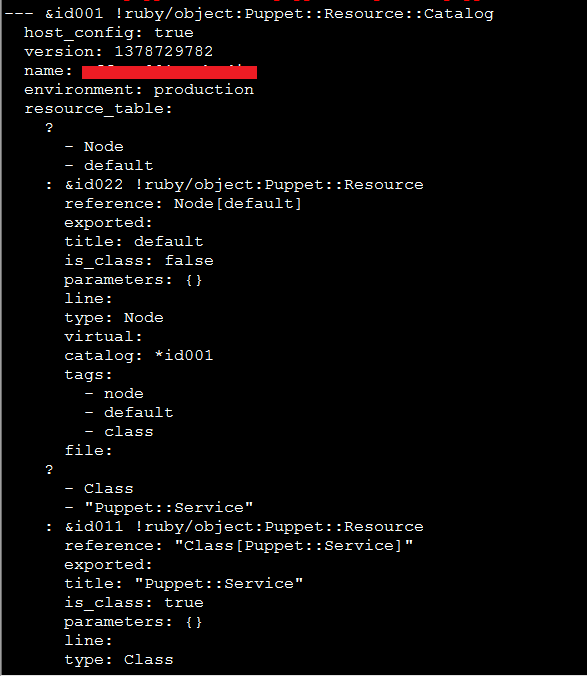 --- &id001 !ruby/object:Puppet::Resource::Catalog
  host_config: true
  version: 1378729782
  name:
  environment: production
  resource_table:
    ?
      - Node
      - default
    : &id022 !ruby/object:Puppet::Resource
      reference: Node[default]
      exported:
      title: default
      is_class: false
      parameters: {}
      line:
      type: Node
      virtual:
      catalog: *id001
      tags:
        - node
        - default
        - class
      file:
    ?
      - Class
      - "Puppet::Service"
    : &id011 !ruby/object:Puppet::Resource
      reference: "Class[Puppet::Service]"
      exported:
      title: "Puppet::Service"
      is_class: true
      parameters: {}
      line:
      type: Class